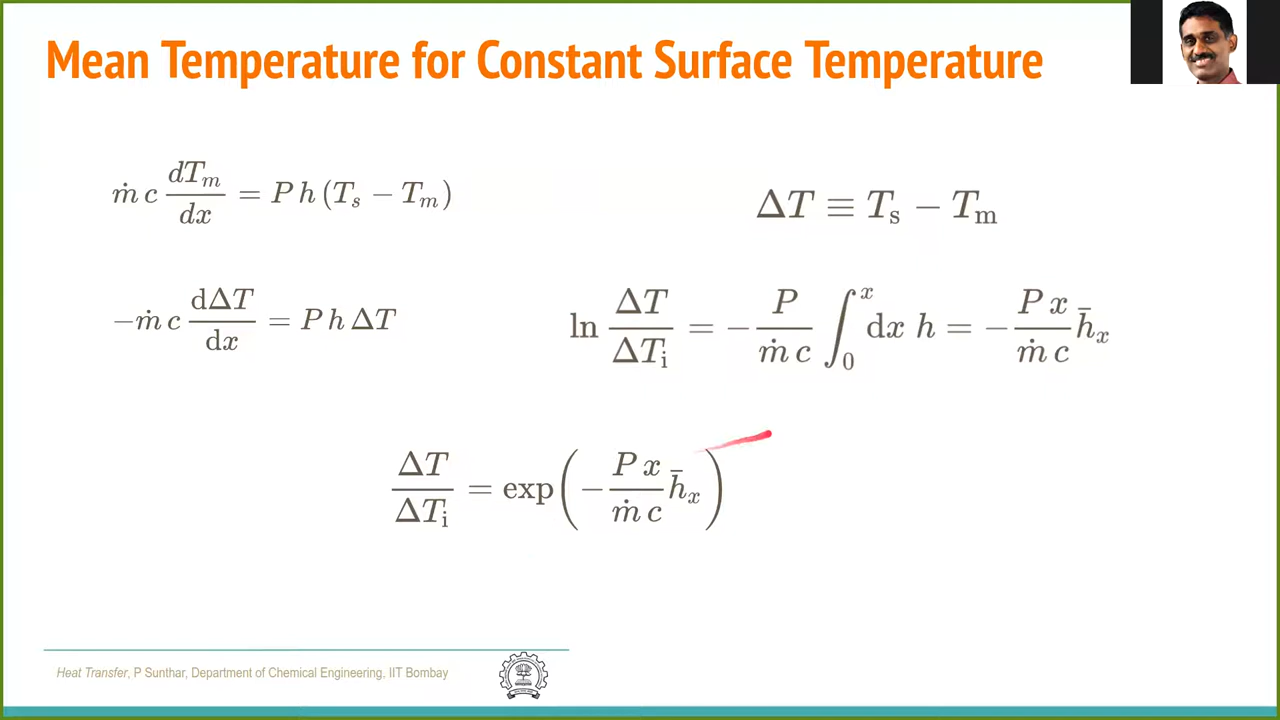 Mean Temperature for Constant Surface Temperature
ṁ c dT_m/dx = P h (T_s − T_m)
ΔT ≡ T_s − T_m
−ṁ c dΔT/dx = P h ΔT
ln ΔT/ΔT_i = − P/(ṁ c) ∫_0^x dx h = − (P x)/(ṁ c) h̄_x
ΔT/ΔT_i = exp(− (P x)/(ṁ c) h̄_x)
Heat Transfer, P Sunthar, Department of Chemical Engineering, IIT Bombay